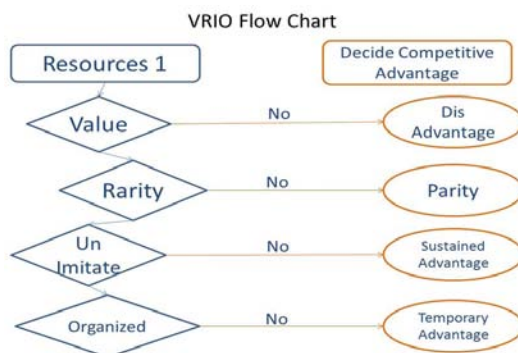 VRIO Flow Chart
Resources 1
Decide Competitive
Advantage
Value
No
Dis
Advantage
Rarity
No
Parity
Un
Imitate
No
Sustained
Advantage
Organized
No
Temporary
Advantage